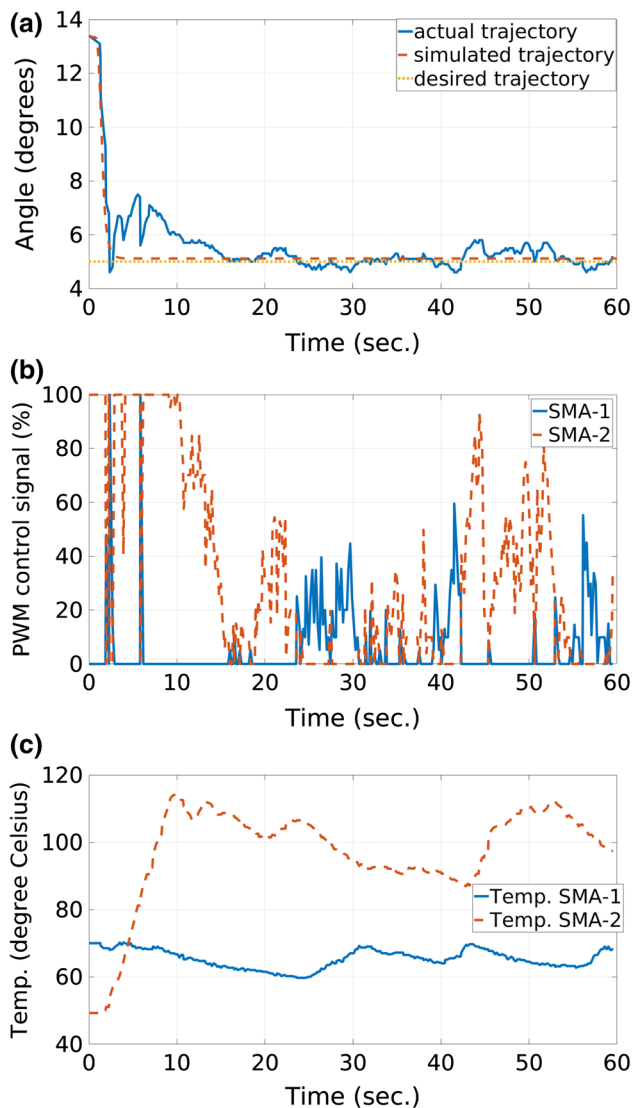 (a)
14
12
10
8
6
4
Angle (degrees)
actual trajectory
simulated trajectory
desired trajectory
0 10 20 30 40 50 60
Time (sec.)
(b)
100
80
60
40
20
0
PWM control signal (%)
SMA-1
SMA-2
0 10 20 30 40 50 60
Time (sec.)
(c)
120
100
80
60
40
Temp. (degree Celsius)
Temp. SMA-1
Temp. SMA-2
0 10 20 30 40 50 60
Time (sec.)